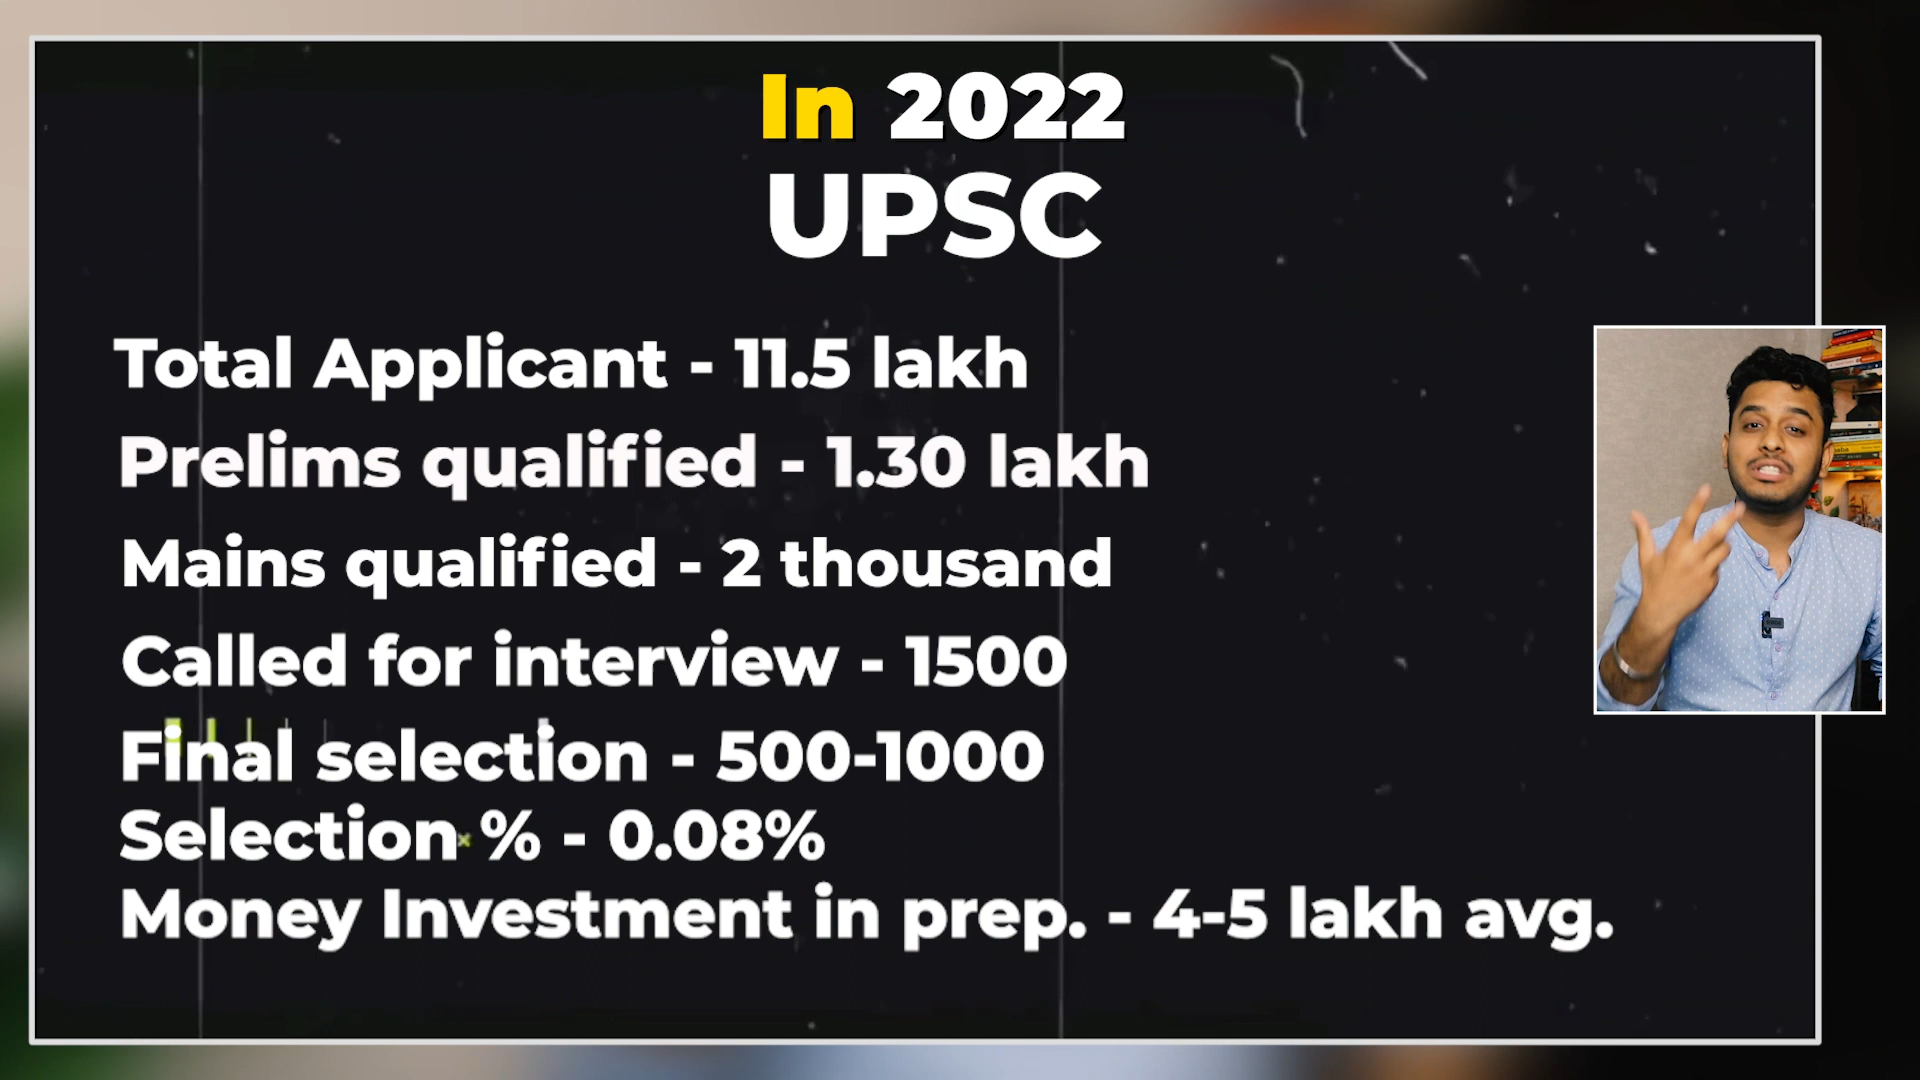 In 2022
UPSC
Total Applicant - 11.5 lakh
Prelims qualified - 1.30 lakh
Mains qualified - 2 thousand
Called for interview - 1500
Final selection - 500-1000
Selection % - 0.08%
Money Investment in prep. - 4-5 lakh avg.